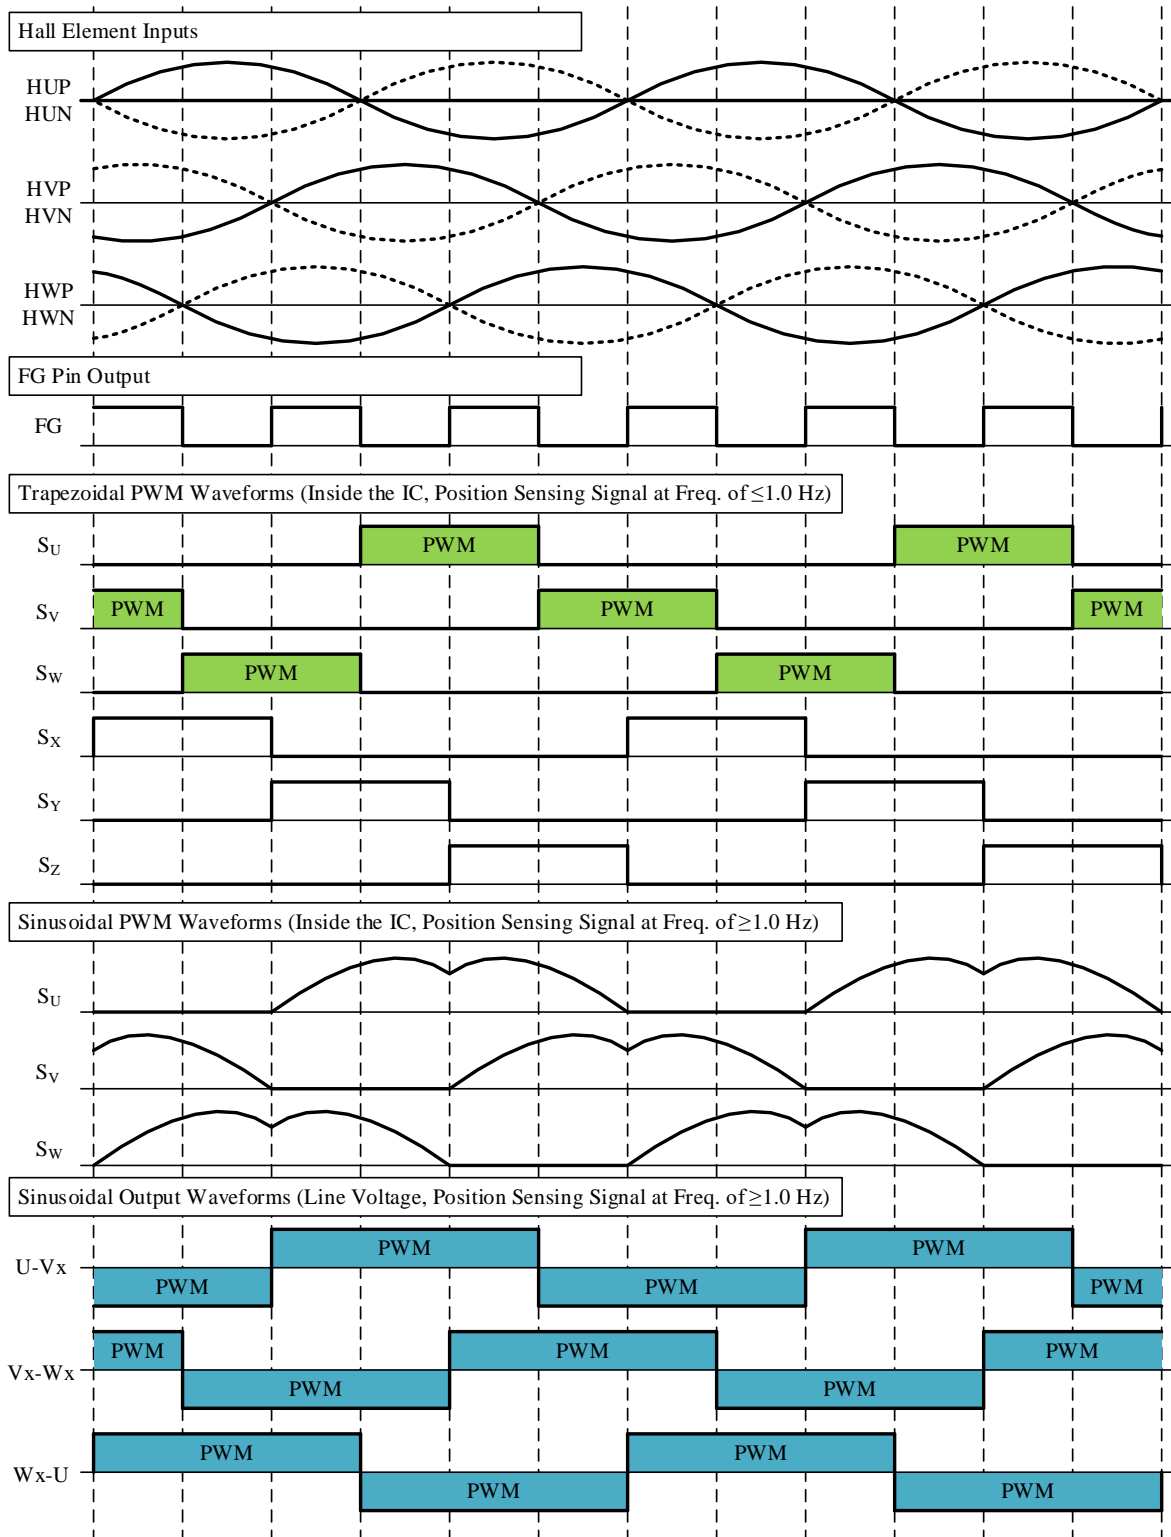 Hall Element Inputs
HUP
HUN
HVP
HVN
HWP
HWN
FG Pin Output
FG
Trapezoidal PWM Waveforms (Inside the IC, Position Sensing Signal at Freq. of ≤1.0 Hz)
SU PWM PWM
SV PWM PWM PWM
SW PWM PWM
SX
SY
SZ
Sinusoidal PWM Waveforms (Inside the IC, Position Sensing Signal at Freq. of ≥1.0 Hz)
SU
SV
SW
Sinusoidal Output Waveforms (Line Voltage, Position Sensing Signal at Freq. of ≥1.0 Hz)
PWM PWM
U-Vx
PWM PWM PWM
PWM PWM PWM
Vx-Wx
PWM PWM
PWM PWM
Wx-U
PWM PWM